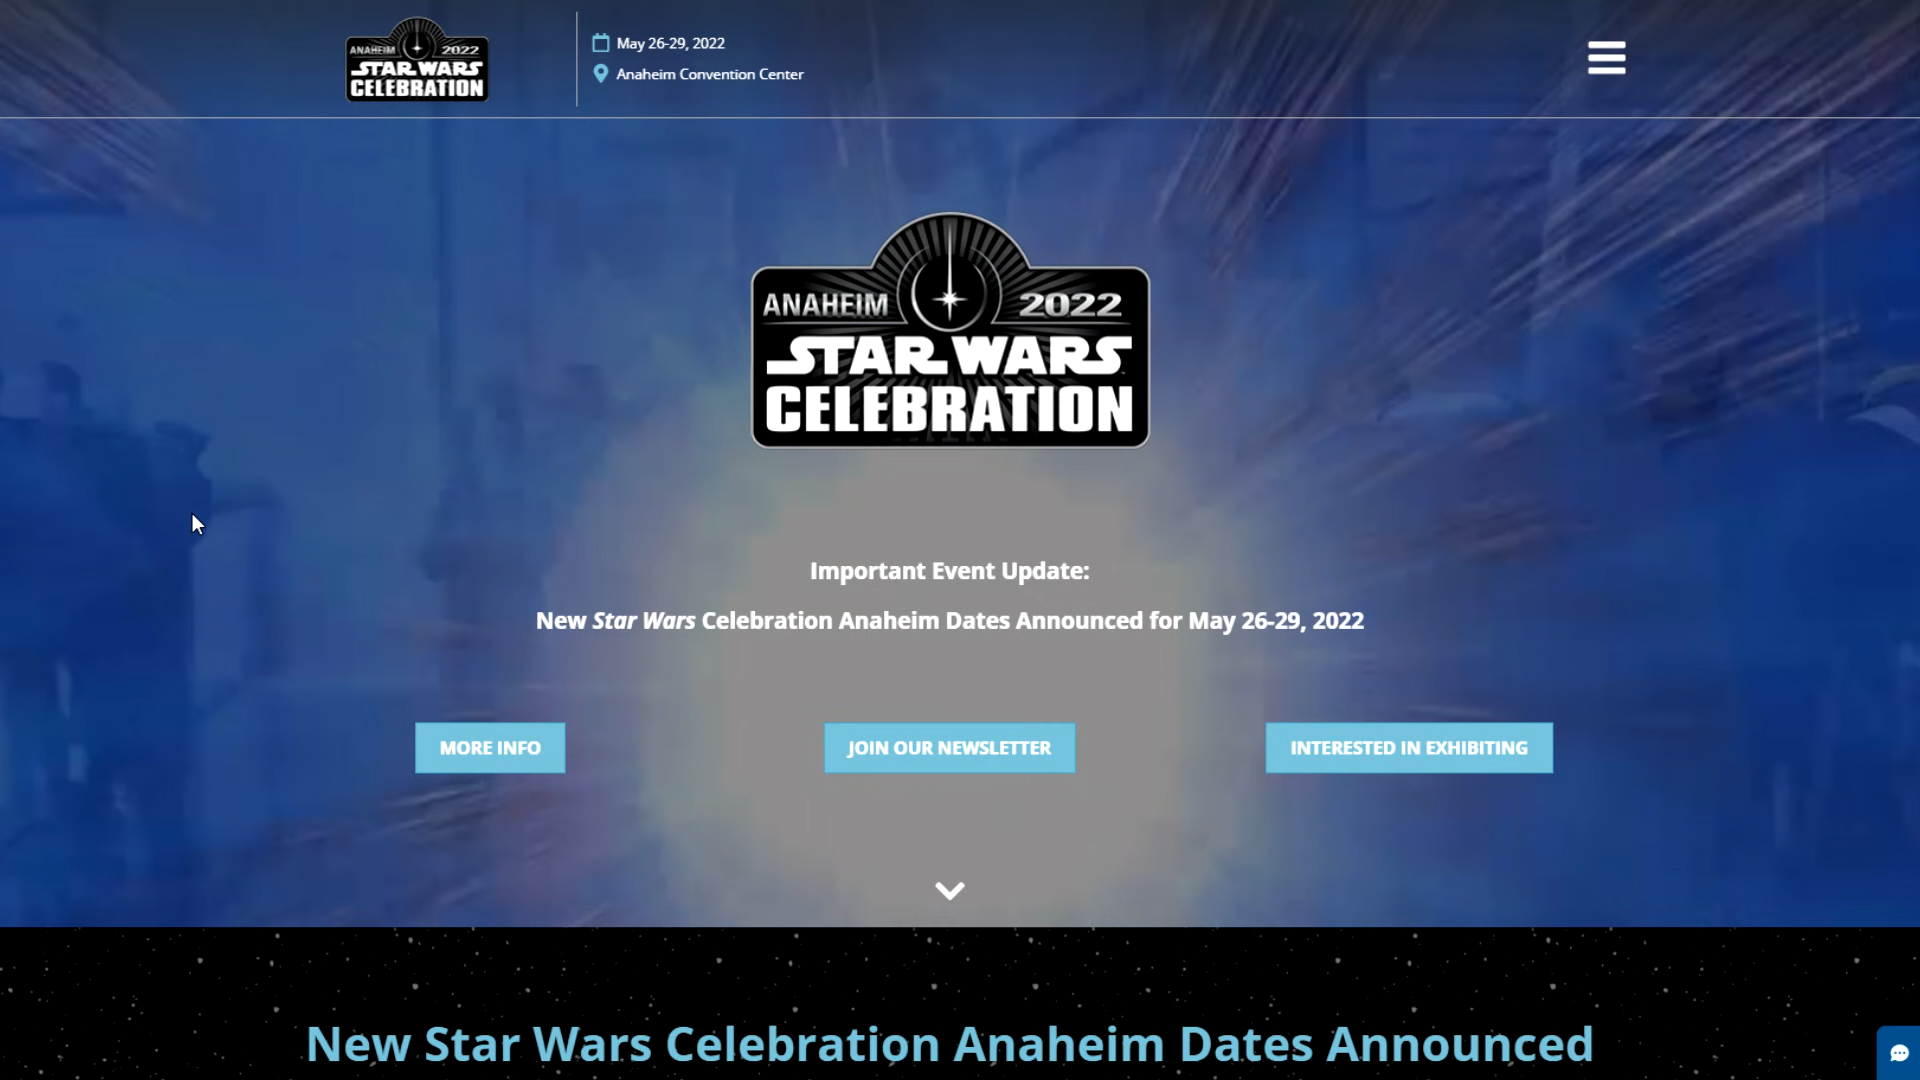 ANAHEIM 2022
STAR WARS
CELEBRATION
May 26-29, 2022
Anaheim Convention Center
ANAHEIM 2022
STAR WARS
CELEBRATION
Important Event Update:
New Star Wars Celebration Anaheim Dates Announced for May 26-29, 2022
MORE INFO
JOIN OUR NEWSLETTER
INTERESTED IN EXHIBITING
New Star Wars Celebration Anaheim Dates Announced